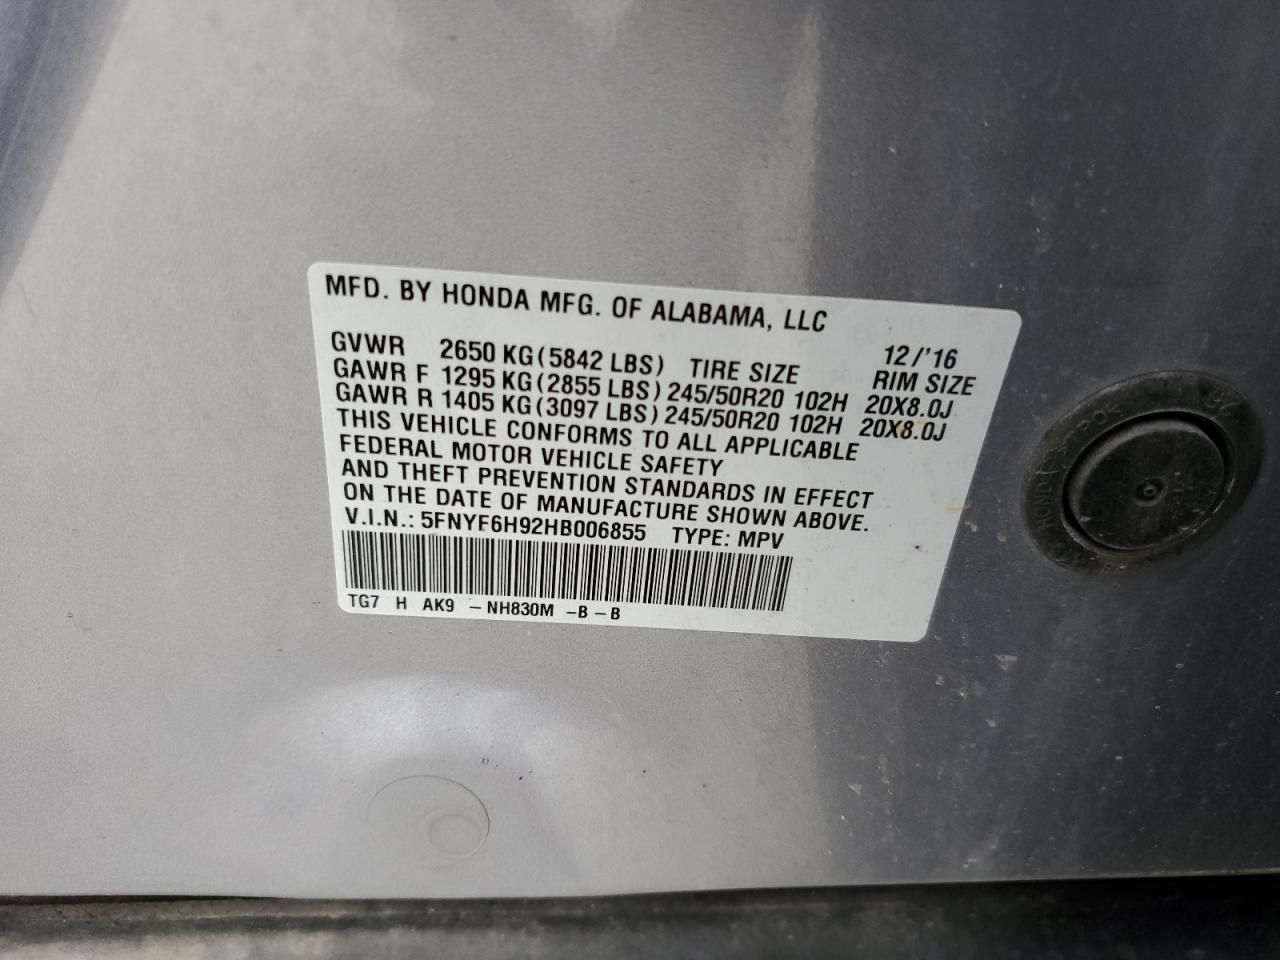 MFD. BY HONDA MFG. OF ALABAMA, LLC
12/'16
GVWR 2650 KG(5842 LBS) TIRE SIZE RIM SIZE
GAWR F 1295 KG(2855 LBS) 245/50R20 102H 20X8.0J
GAWR R 1405 KG(3097 LBS) 245/50R20 102H 20X8.0J
THIS VEHICLE CONFORMS TO ALL APPLICABLE
FEDERAL MOTOR VEHICLE SAFETY
AND THEFT PREVENTION STANDARDS IN EFFECT
ON THE DATE OF MANUFACTURE SHOWN ABOVE.
V.I.N.: 5FNYF6H92HB006855 TYPE: MPV
TG7 H AK9 – NH830M –B – B
HONDA